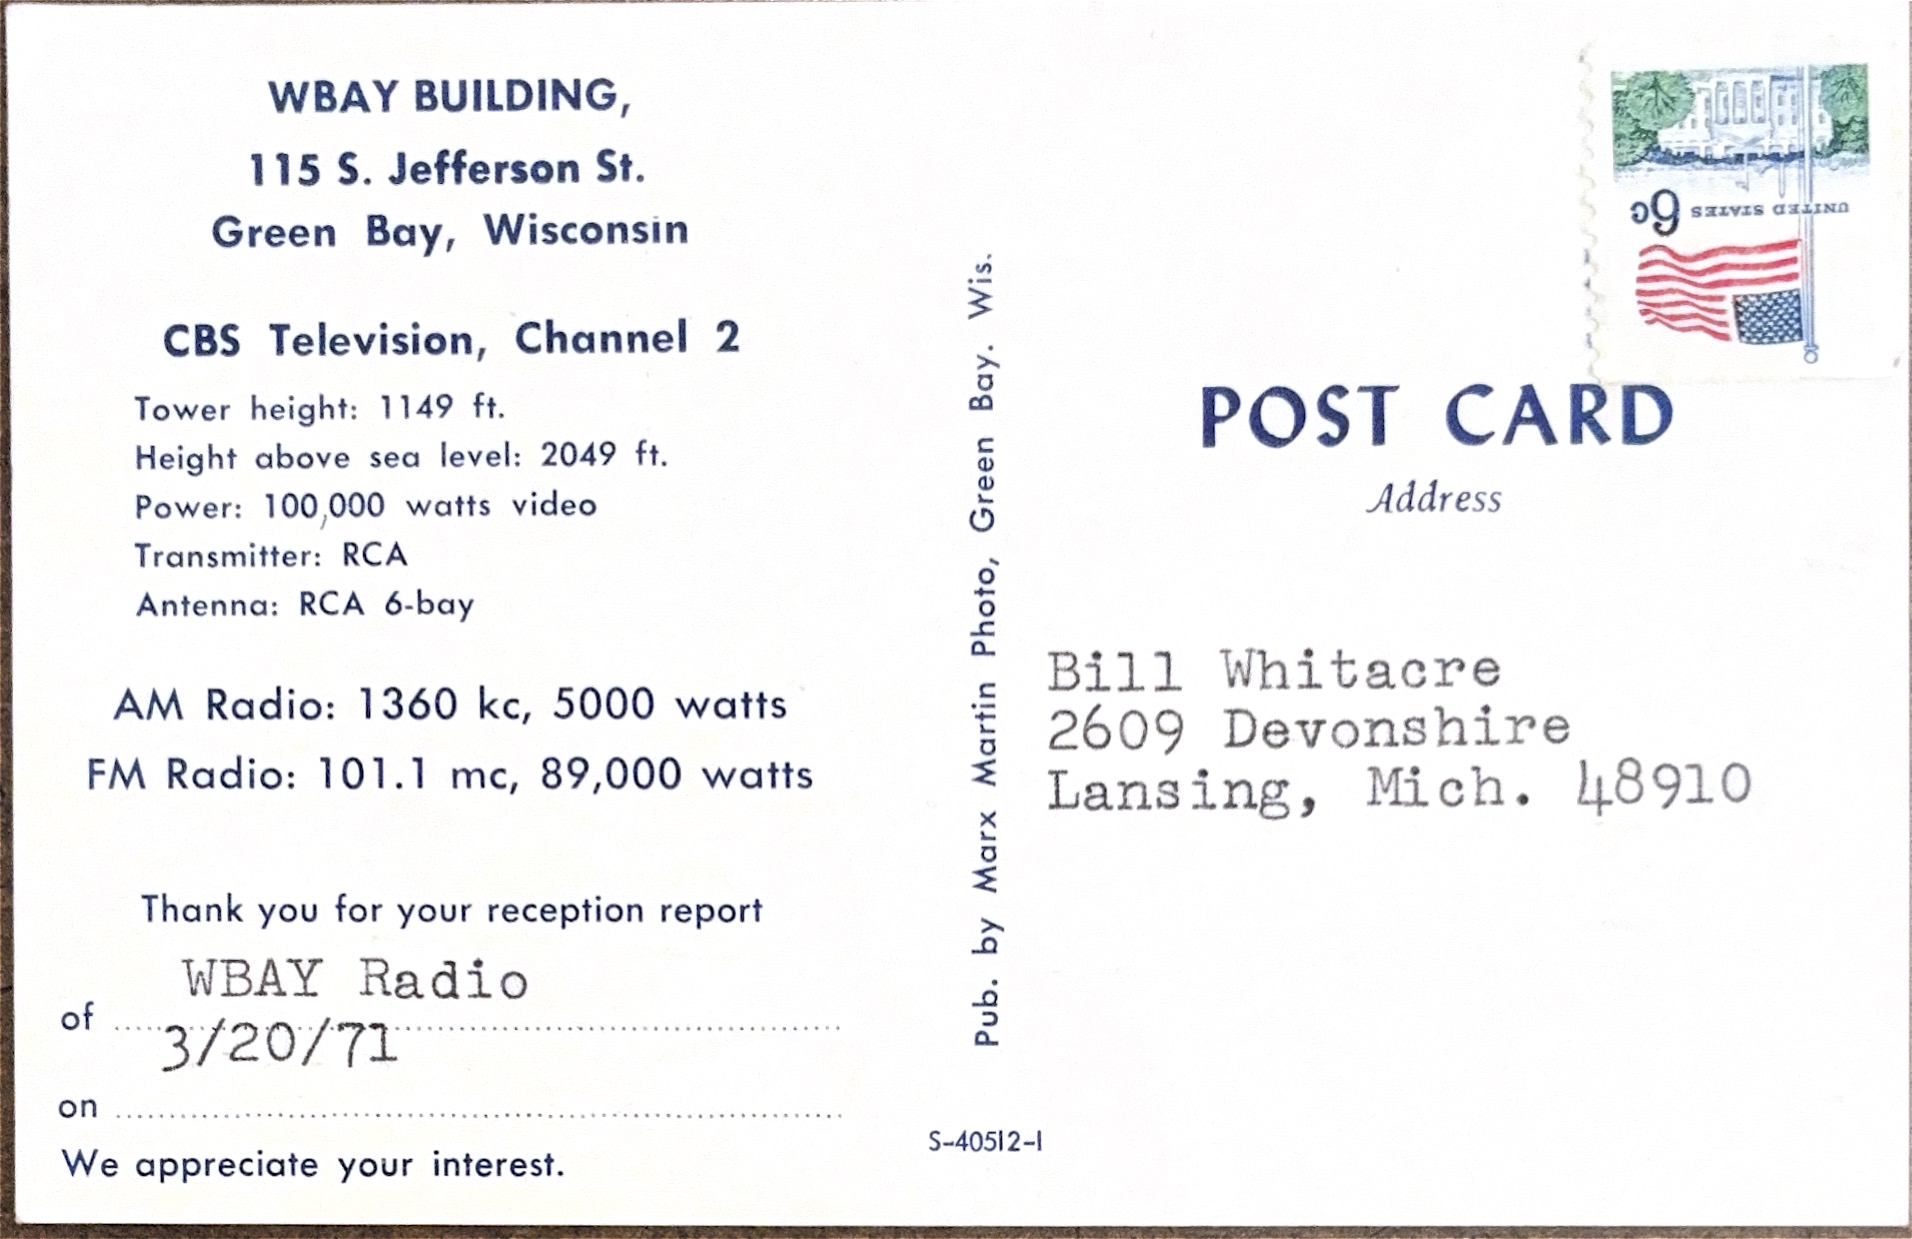 WBAY BUILDING,
115 S. Jefferson St.
Green Bay, Wisconsin
CBS Television, Channel 2
Tower height: 1149 ft.
Height above sea level: 2049 ft.
Power: 100,000 watts video
Transmitter: RCA
Antenna: RCA 6-bay
AM Radio: 1360 kc, 5000 watts
FM Radio: 101.1 mc, 89,000 watts
Thank you for your reception report
WBAY Radio
of
3/20/71
on
We appreciate your interest.
Pub. by Marx Martin Photo, Green Bay. Wis.
S-40512-1
UNITED STATES 6c
POST CARD
Address
Bill Whitacre
2609 Devonshire
Lansing, Mich. 48910